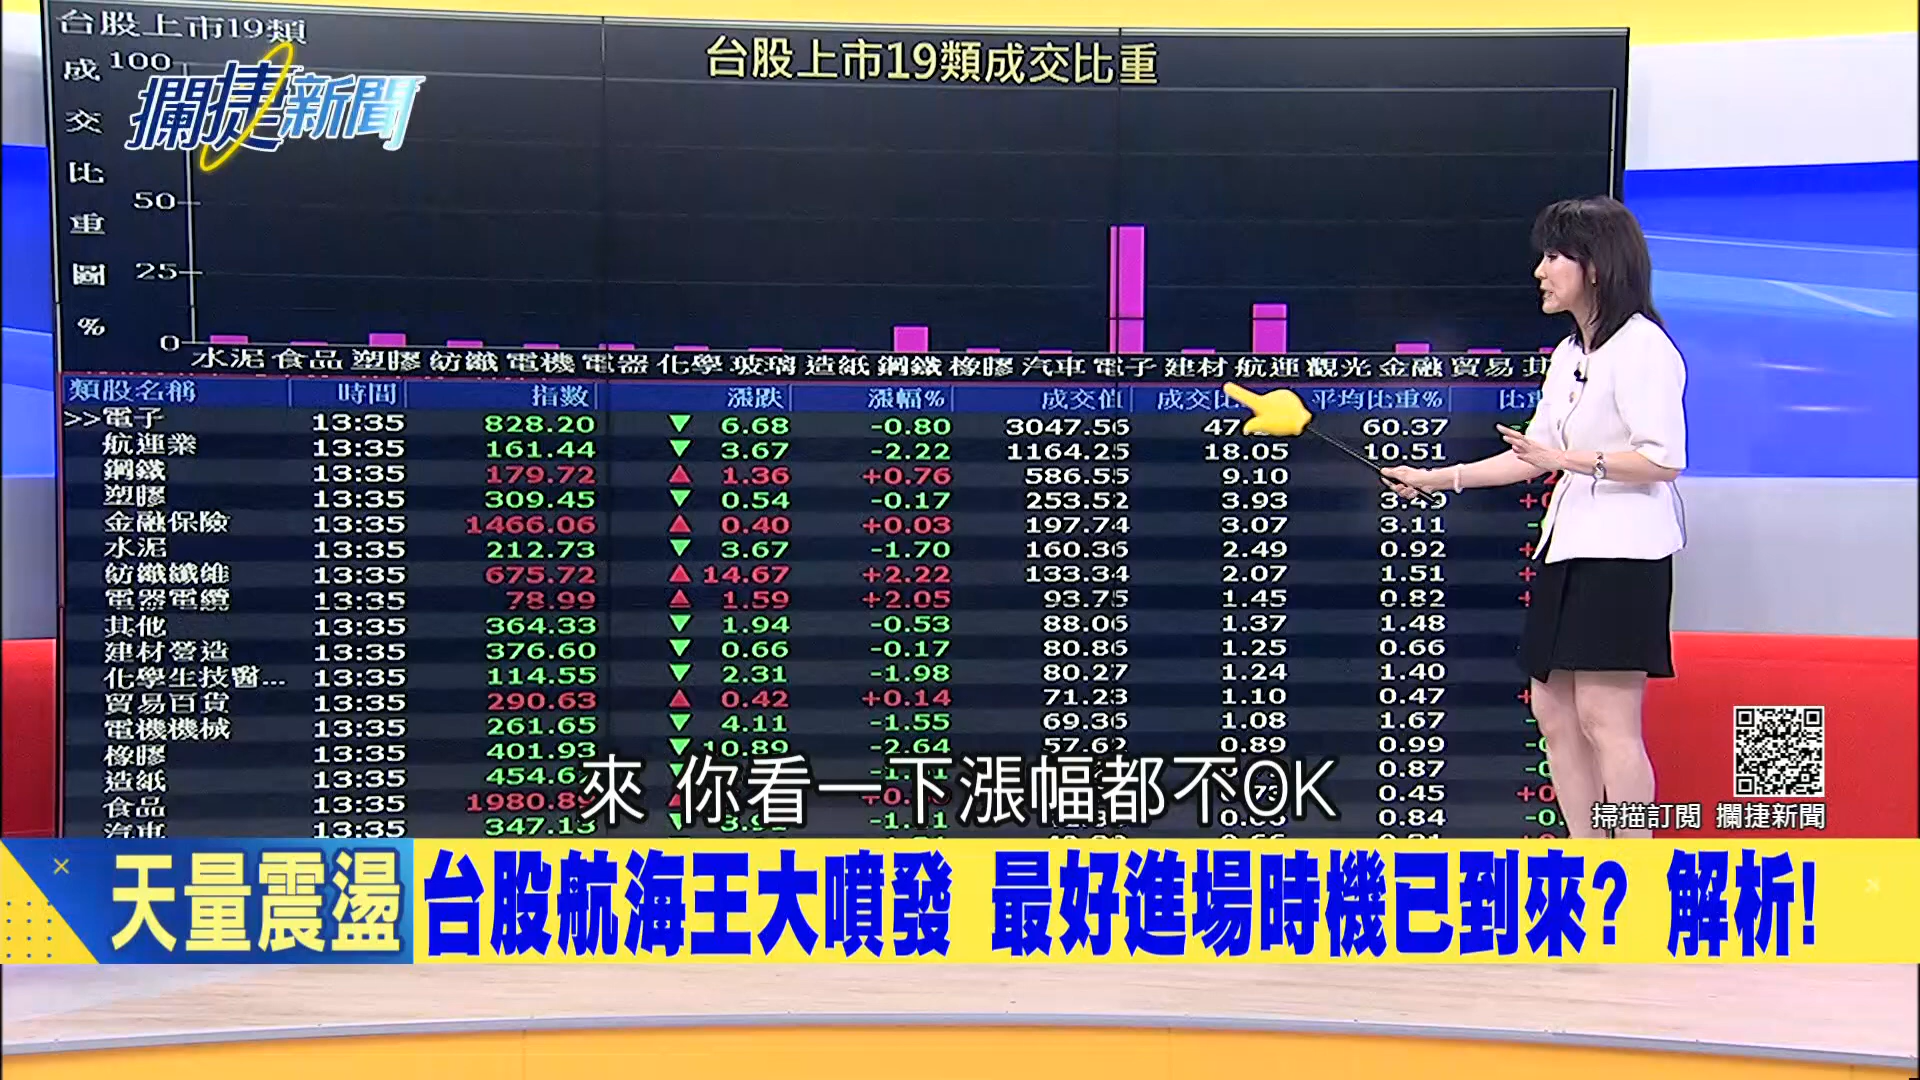 台股上市19類
台股上市19類成交比重
攔捷新聞
成交比重圖%
100
50
25
0
水泥 食品 塑膠 紡織 電機 電器 化學 玻璃 造紙 鋼鐵 橡膠 汽車 電子 建材 航運 觀光 金融 貿易
類股名稱 時間 指數 漲跌 漲幅% 成交值 平均比重%
>>電子 13:35 828.20 ▼ 6.68 -0.80 3047.56 60.37
航運業 13:35 161.44 ▼ 3.67 -2.22 1164.25 18.05 10.51
鋼鐵 13:35 179.72 ▲ 1.36 +0.76 586.55 9.10
塑膠 13:35 309.45 ▼ 0.54 -0.17 253.52 3.93 3.49
金融保險 13:35 1466.06 ▲ 0.40 +0.03 197.74 3.07 3.11
水泥 13:35 212.73 ▼ 3.67 -1.70 160.36 2.49 0.92
紡織纖維 13:35 675.72 ▲ 14.67 +2.22 133.34 2.07 1.51
電器電纜 13:35 78.99 ▲ 1.59 +2.05 93.75 1.45 0.82
其他 13:35 364.33 ▼ 1.94 -0.53 88.06 1.37 1.48
建材營造 13:35 376.60 ▼ 0.66 -0.17 80.86 1.25 0.66
化學生技醫... 13:35 114.55 ▼ 2.31 -1.98 80.27 1.24 1.40
貿易百貨 13:35 290.63 ▲ 0.42 +0.14 71.23 1.10 0.47
電機機械 13:35 261.65 ▼ 4.11 -1.55 69.36 1.08 1.67
橡膠 13:35 401.93 ▼ 10.89 -2.64 57.62 0.89 0.99
造紙 13:35 0.87
食品 13:35 0.45
汽車 13:35 347.13 0.84
來 你看一下漲幅都不OK
掃描訂閱 攔捷新聞
天量震盪
台股航海王大噴發 最好進場時機已到來? 解析!